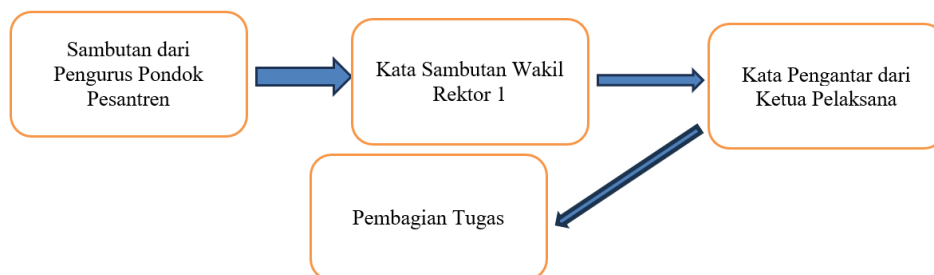 Sambutan dari
Pengurus Pondok
Pesantren
Kata Sambutan Wakil
Rektor 1
Kata Pengantar dari
Ketua Pelaksana
Pembagian Tugas